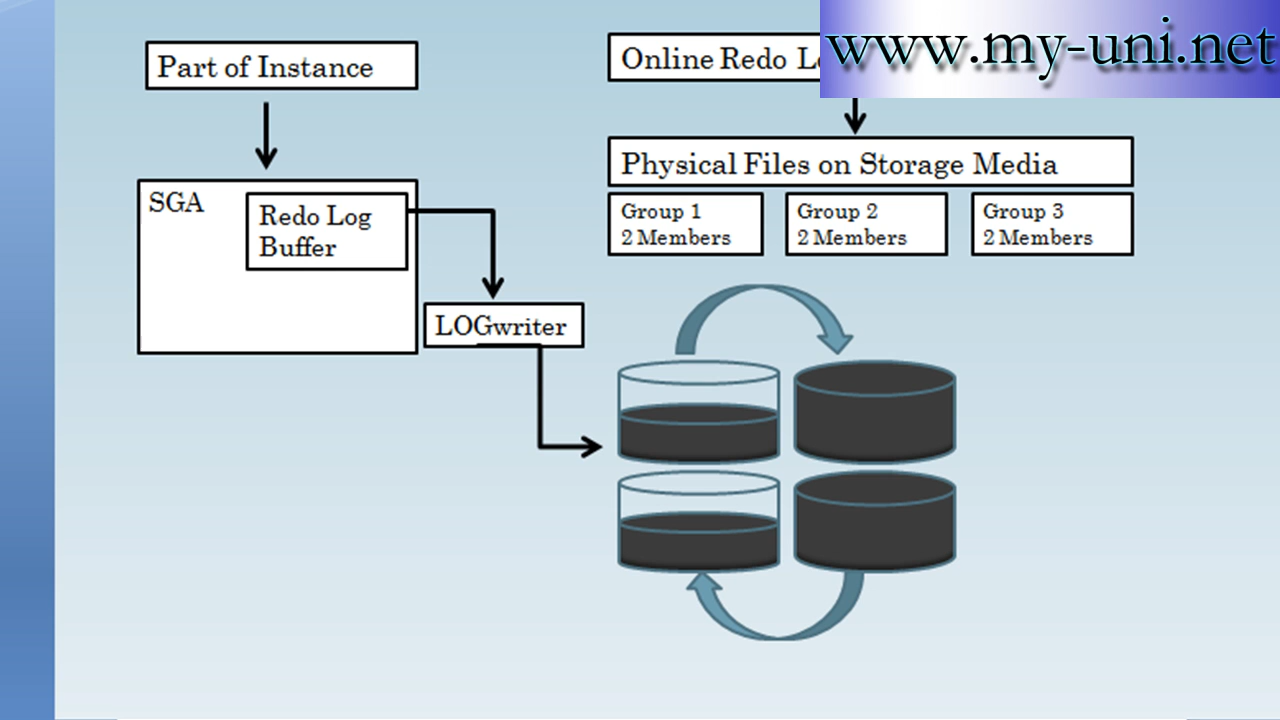 Part of Instance
Online Redo
www.my-uni.net
Physical Files on Storage Media
SGA
Redo Log
Buffer
Group 1
2 Members
Group 2
2 Members
Group 3
2 Members
LOGwriter